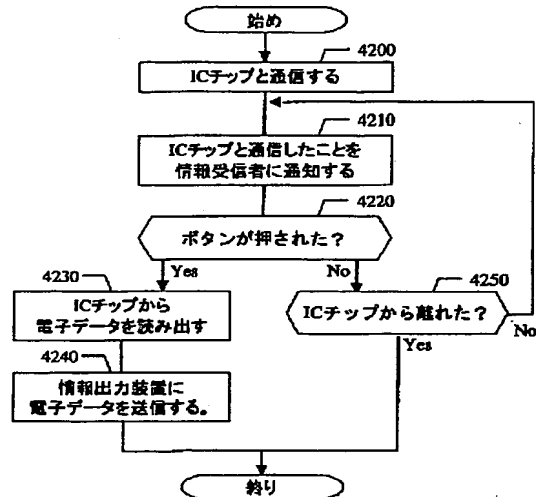 始め
4200
ICチップと通信する
4210
ICチップと通信したことを
情報受信者に通知する
4220
ボタンが押された?
4230
Yes
No
4250
ICチップから
電子データを読み出す
ICチップから離れた?
No
4240
Yes
情報出力装置に
電子データを送信する。
終り